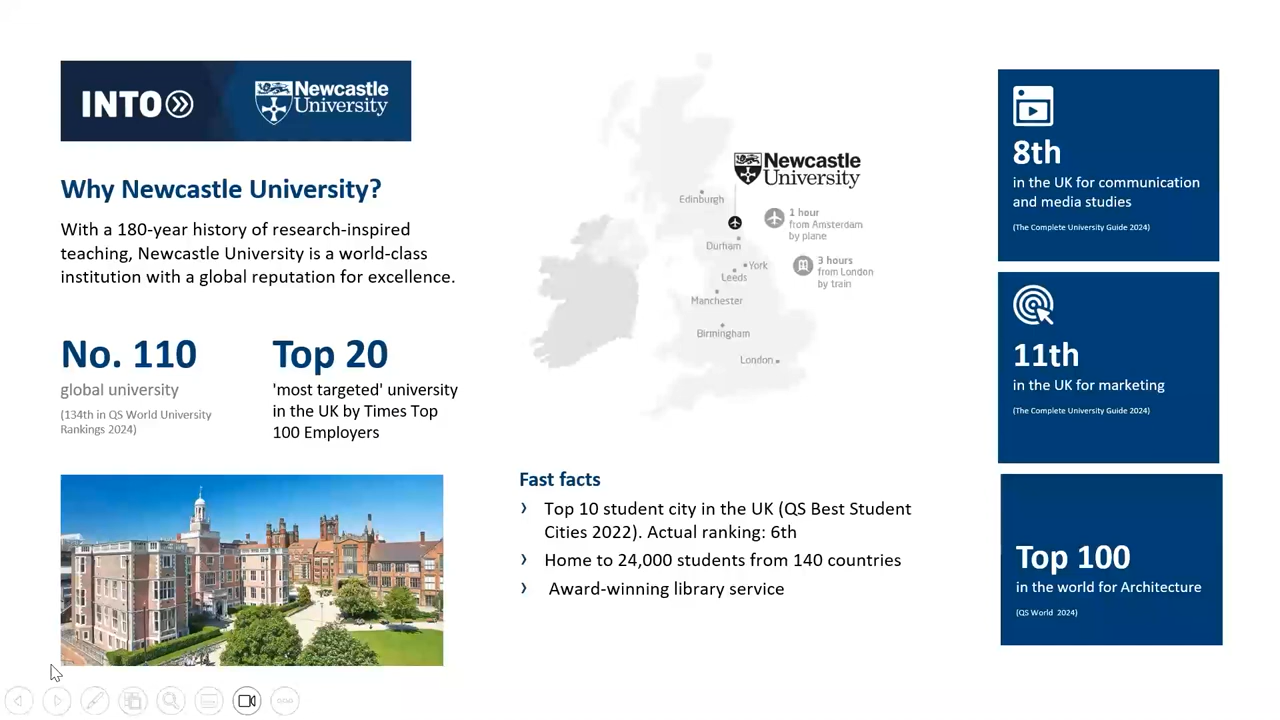 INTO
Newcastle
University
Why Newcastle University?
With a 180-year history of research-inspired
teaching, Newcastle University is a world-class
institution with a global reputation for excellence.
No. 110
global university
(134th in QS World University
Rankings 2024)
Top 20
'most targeted' university
in the UK by Times Top
100 Employers
Newcastle
University
Edinburgh
1 hour
from Amsterdam
by plane
Durham
York
Leeds
3 hours
from London
by train
Manchester
Birmingham
London
Fast facts
› Top 10 student city in the UK (QS Best Student
Cities 2022). Actual ranking: 6th
› Home to 24,000 students from 140 countries
› Award-winning library service
8th
in the UK for communication
and media studies
(The Complete University Guide 2024)
11th
in the UK for marketing
(The Complete University Guide 2024)
Top 100
in the world for Architecture
(QS World 2024)